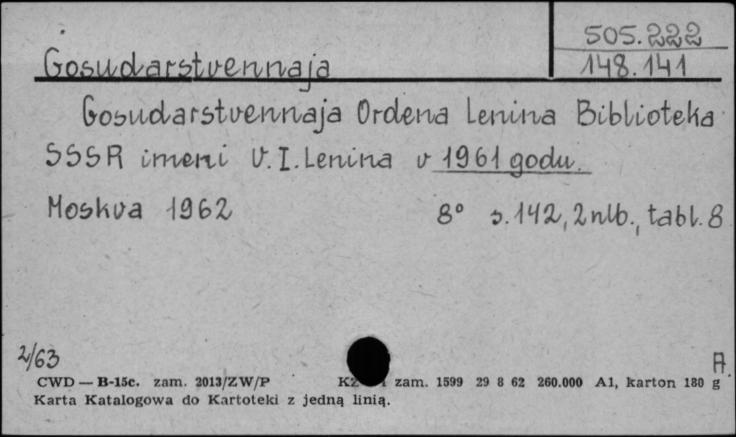 505.222
148.141
Gosudarstvennaja
Gosudarstvennaja Ordena Lenina Biblioteka
SSSR imeni V.I.Lenina v 1961 godu.
Moskva 1962 8° s.142, 2nlb., tabl. 8
2/63
A.
CWD — B-15c. zam. 2013/ZW/P zam. 1599 29 8 62 260.000 A1, karton 180 g
Karta Katalogowa do Kartoteki z jedną linią.